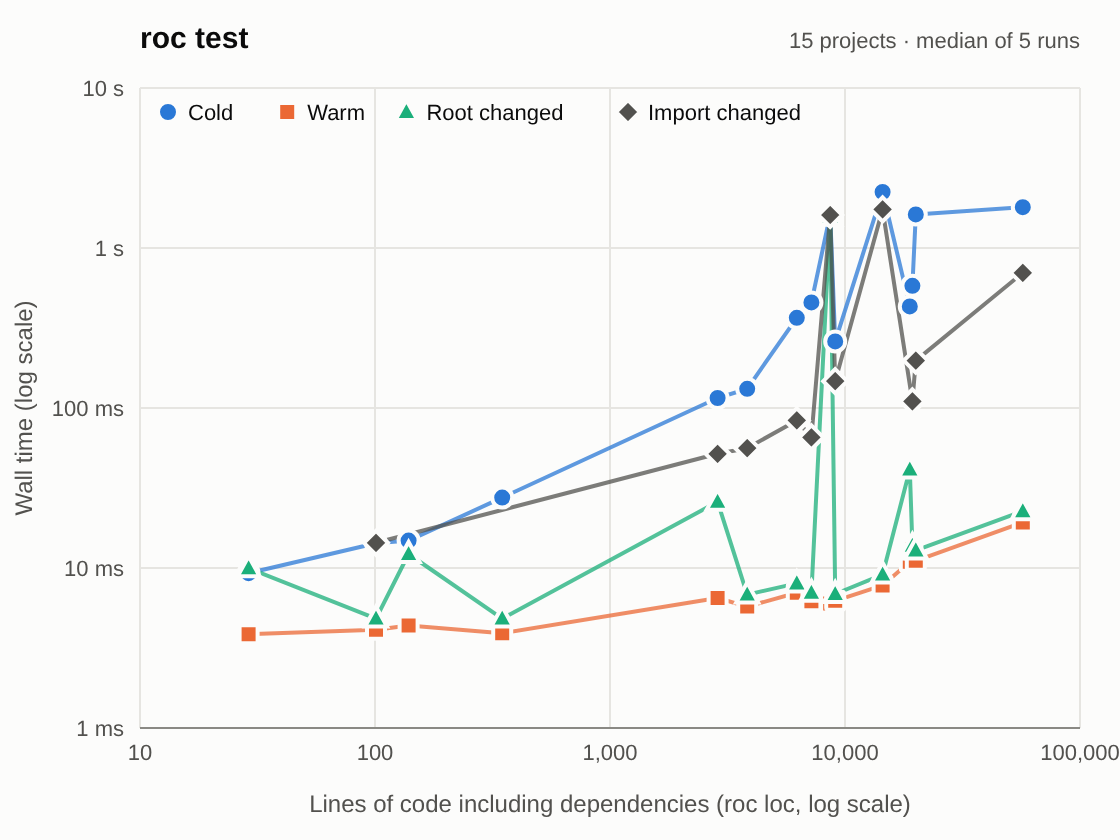 roc test
15 projects · median of 5 runs
Cold
Warm
Root changed
Import changed
10 s
1 s
100 ms
10 ms
1 ms
Wall time (log scale)
10
100
1,000
10,000
100,000
Lines of code including dependencies (roc loc, log scale)